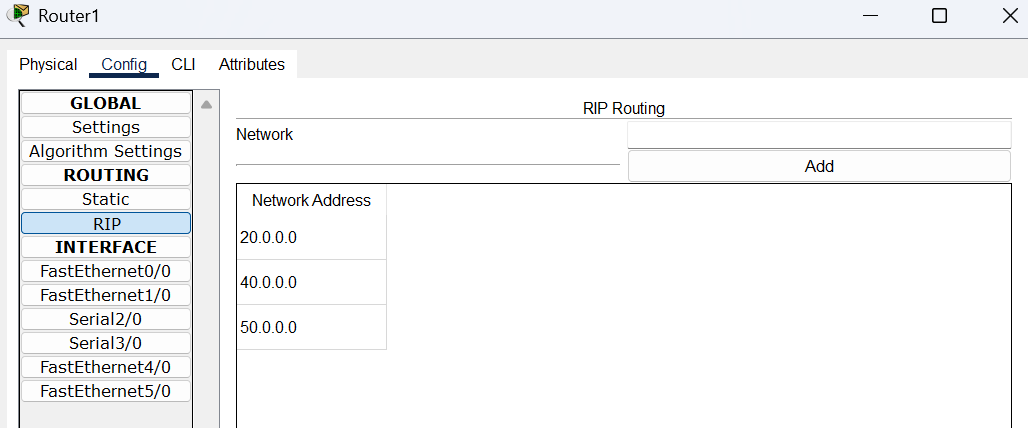 Router1
Physical Config CLI Attributes
GLOBAL
Settings
Algorithm Settings
ROUTING
Static
RIP
INTERFACE
FastEthernet0/0
FastEthernet1/0
Serial2/0
Serial3/0
FastEthernet4/0
FastEthernet5/0
RIP Routing
Network
Add
Network Address
20.0.0.0
40.0.0.0
50.0.0.0